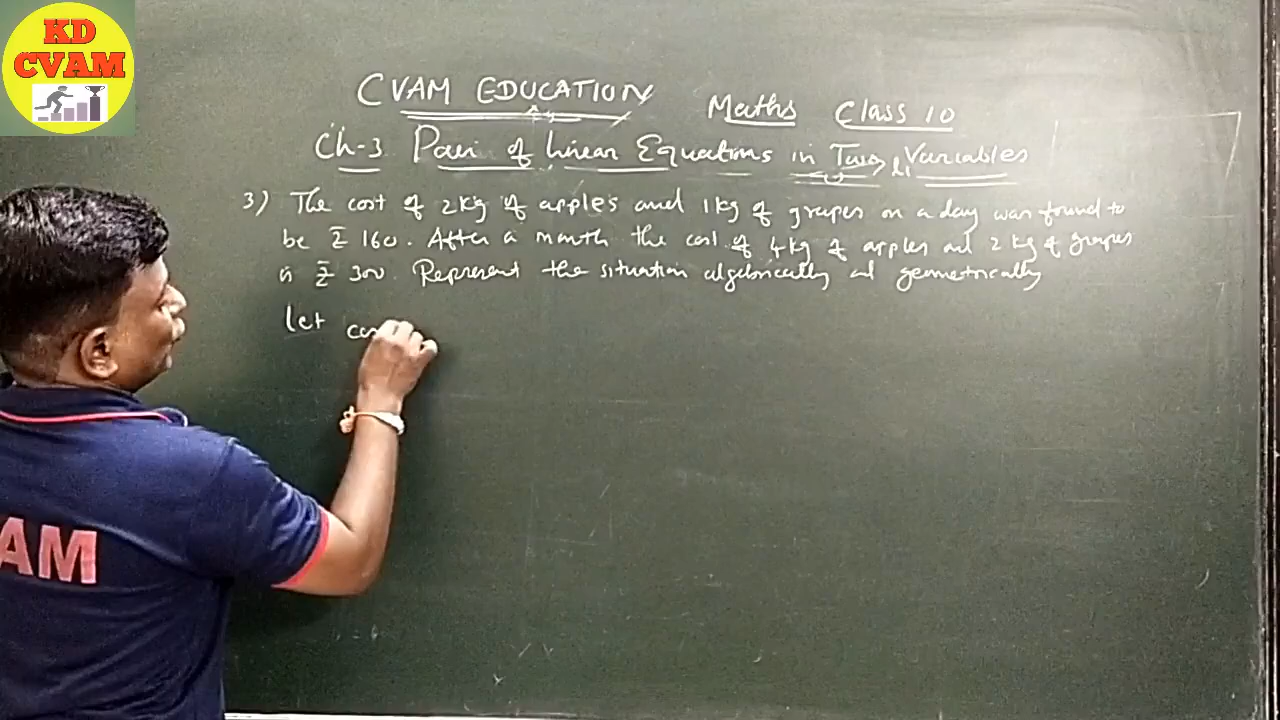 KD
CVAM
CVAM EDUCATION
Maths Class 10
Ch-3 Pair of Linear Equations in Two Variables
3) The cost of 2kg of apples and 1kg of grapes on a day was found to
be ₹ 160. After a month the cost of 4kg of apples and 2kg of grapes
is ₹ 300. Represent the situation algebrically and geometrically
let
AM